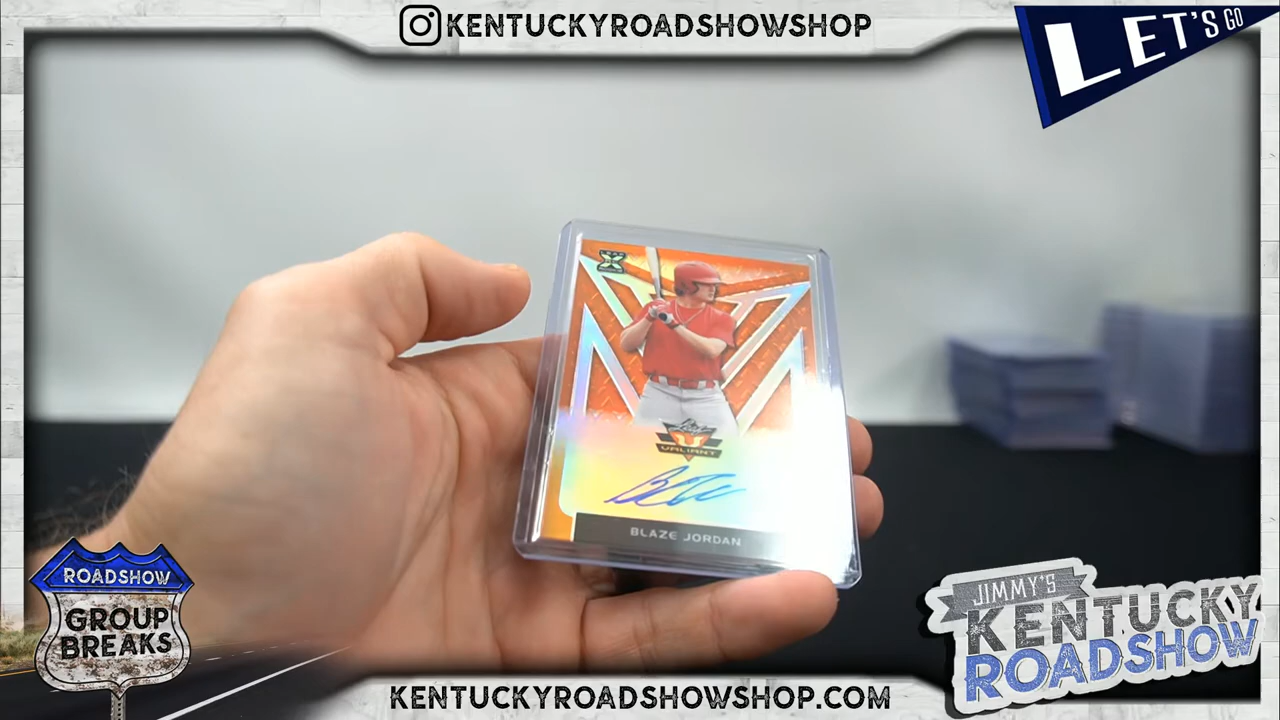 KENTUCKYROADSHOWSHOP
LET'S GO
VALIANT
BLAZE JORDAN
ROADSHOW
GROUP
BREAKS
JIMMY'S
KENTUCKY
ROADSHOW
KENTUCKYROADSHOWSHOP.COM